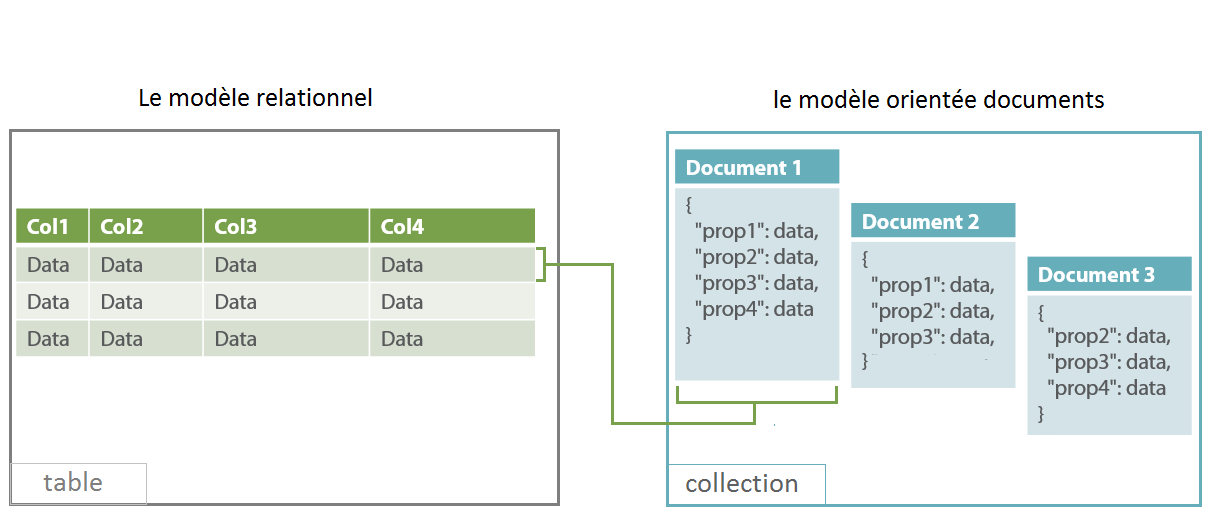 Le modèle relationnel
Col1 Col2 Col3 Col4
Data Data Data Data
Data Data Data Data
Data Data Data Data
table
le modèle orientée documents
Document 1
{
"prop1": data,
"prop2": data,
"prop3": data,
"prop4": data
}
Document 2
{
"prop1": data,
"prop2": data,
"prop3": data,
}
Document 3
{
"prop2": data,
"prop3": data,
"prop4": data
}
collection